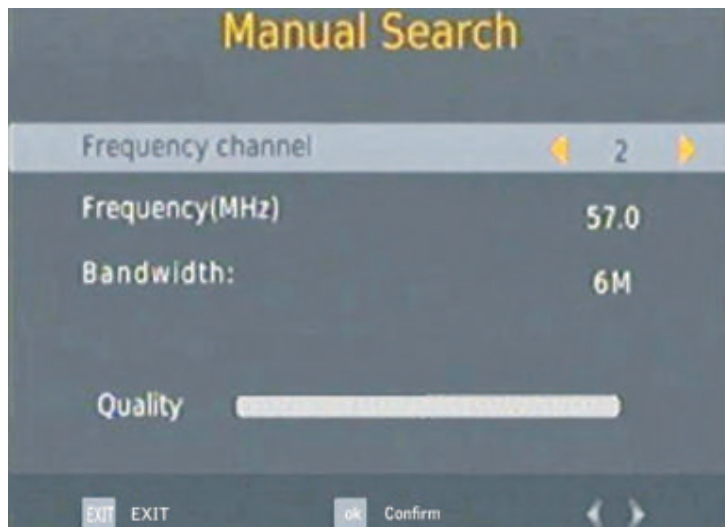 Manual Search
Frequency channel 2
Frequency(MHz) 57.0
Bandwidth: 6M
Quality
EXIT EXIT ok Confirm